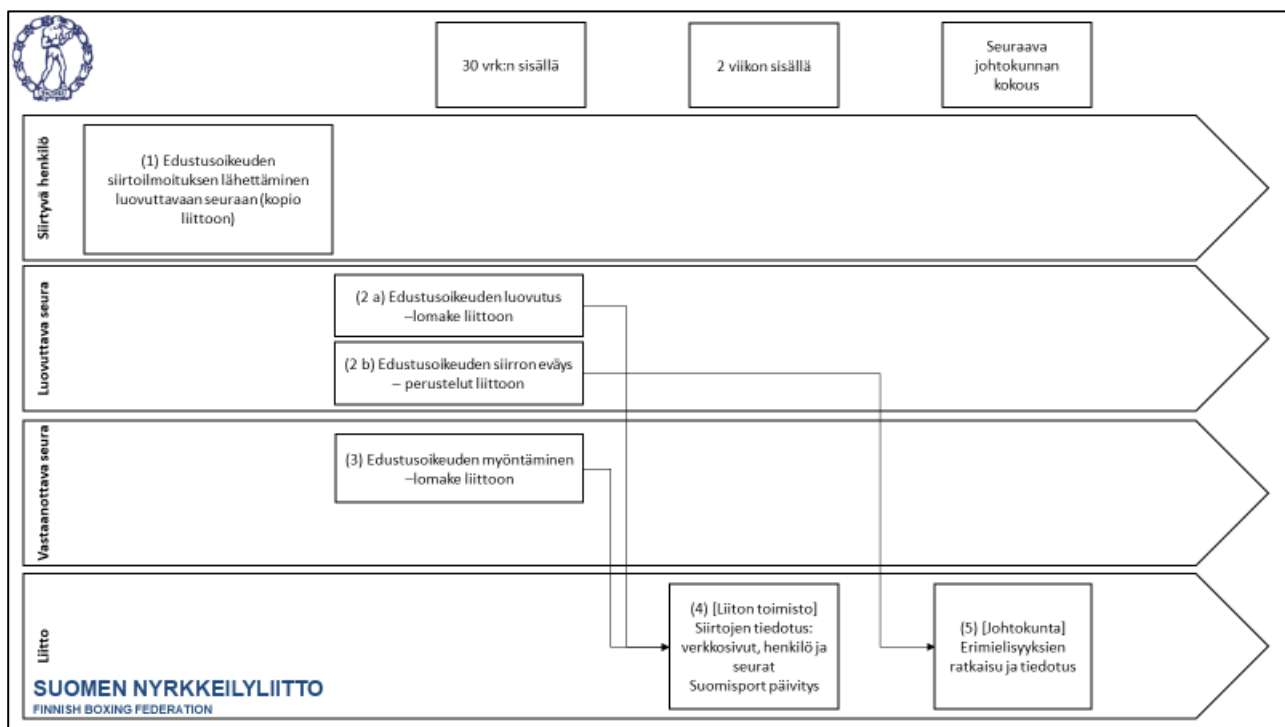 30 vrk:n sisällä
2 viikon sisällä
Seuraava
johtokunnan
kokous
Siirtyvä henkilö
(1) Edustusoikeuden
siirtoilmoituksen lähettäminen
luovuttavaan seuraan (kopio
liittoon)
Luovuttava seura
(2 a) Edustusoikeuden luovutus
–lomake liittoon
(2 b) Edustusoikeuden siirron eväys
– perustelut liittoon
Vastaanottava seura
(3) Edustusoikeuden myöntäminen
–lomake liittoon
Liitto
(4) [Liiton toimisto]
Siirtojen tiedotus:
verkkosivut, henkilö ja
seurat
Suomisport päivitys
(5) [Johtokunta]
Erimielisyyksien
ratkaisu ja tiedotus
SUOMEN NYRKKEILYLIITTO
FINNISH BOXING FEDERATION